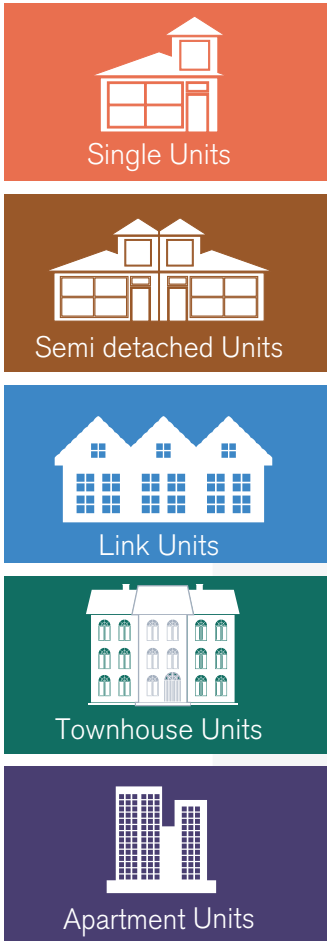 Single Units
Semi detached Units
Link Units
Townhouse Units
Apartment Units